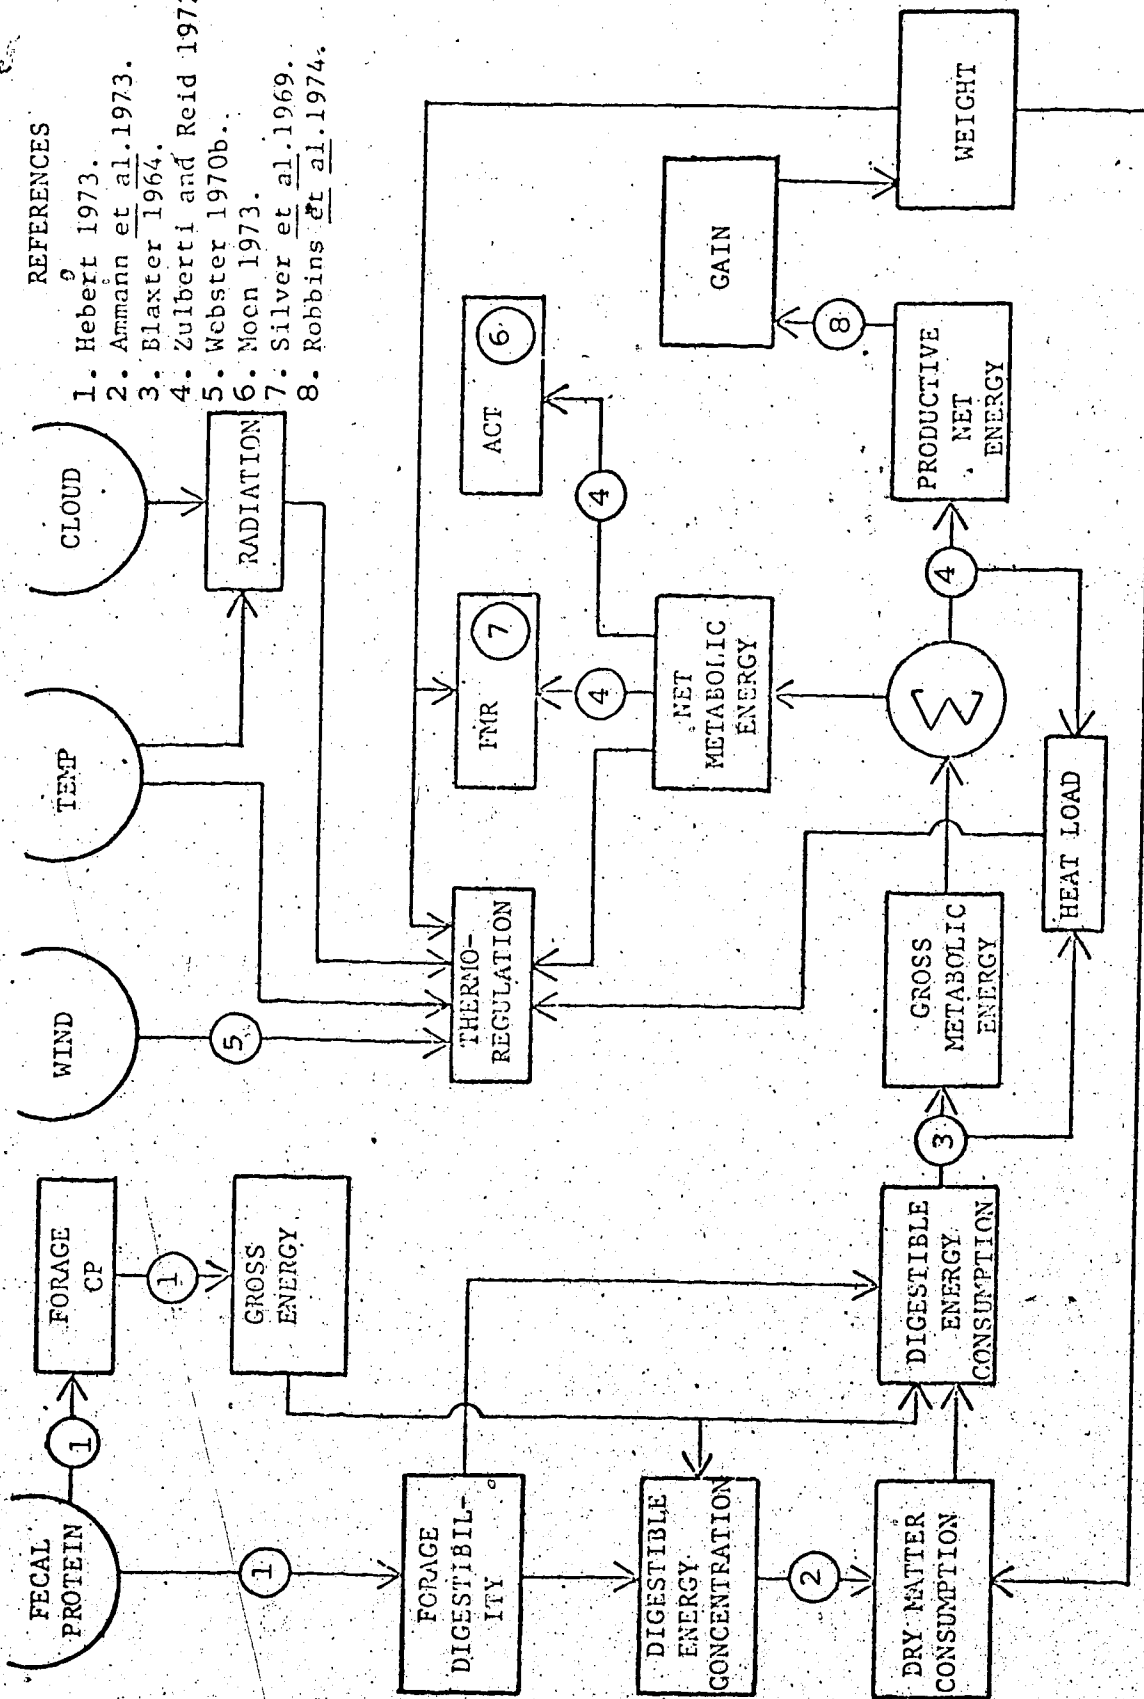 REFERENCES
1. Hebert 1973.
2. Ammann et al.1973.
3. Blaxter 1964.
4. Zulberti and Reid 197
5. Webster 1970b..
6. Moen 1973.
7. Silver et al.1969.
8. Robbins et al.1974.
FECAL
PROTEIN
1
FORAGE
CP
1
GROSS
ENERGY
1
FORAGE
DIGESTIBIL-
ITY
DIGESTIBLE
ENERGY
CONCENTRATION
2
DRY MATTER
CONSUMPTION
DIGESTIBLE
ENERGY
CONSUMPTION
3
GROSS
METABOLIC
ENERGY
HEAT LOAD
Σ
4
PRODUCTIVE
NET
ENERGY
8
GAIN
WEIGHT
NET
METABOLIC
ENERGY
4
FMR
7
4
ACT
6
WIND
5
TEMP
CLOUD
RADIATION
THERMO-
REGULATION